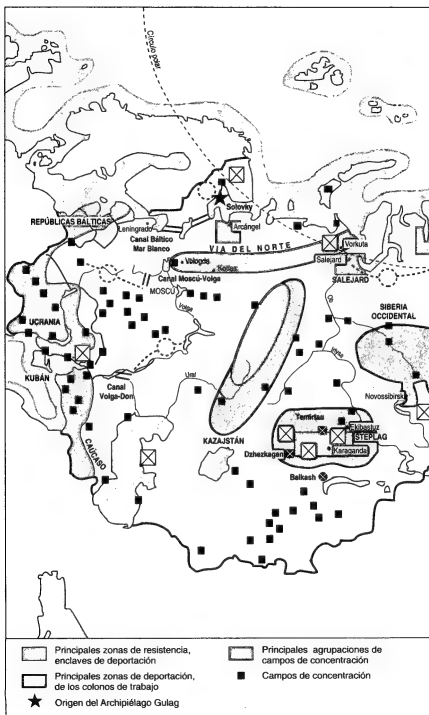 Círculo polar
Solovky
REPÚBLICAS BÁLTICAS
Leningrado
Arcángel
Canal Báltico
Mar Blanco
VIA DEL NORTE
Vorkuta
Salejard
SALEJARD
Vologda
Kotlas
Canal Moscú-Volga
MOSCÚ
SIBERIA
OCCIDENTAL
UCRANIA
Volga
KUBÁN
Canal
Volga-Don
Ural
Novossibirsk
Temirtau
Ekibastuz
STEPLAG
CAÚCASO
KAZAJSTÁN
Dzhezkagan
Karaganda
Balkash
Principales zonas de resistencia,
enclaves de deportación
Principales zonas de deportación,
de los colonos de trabajo
Origen del Archipiélago Gulag
Principales agrupaciones de
campos de concentración
Campos de concentración